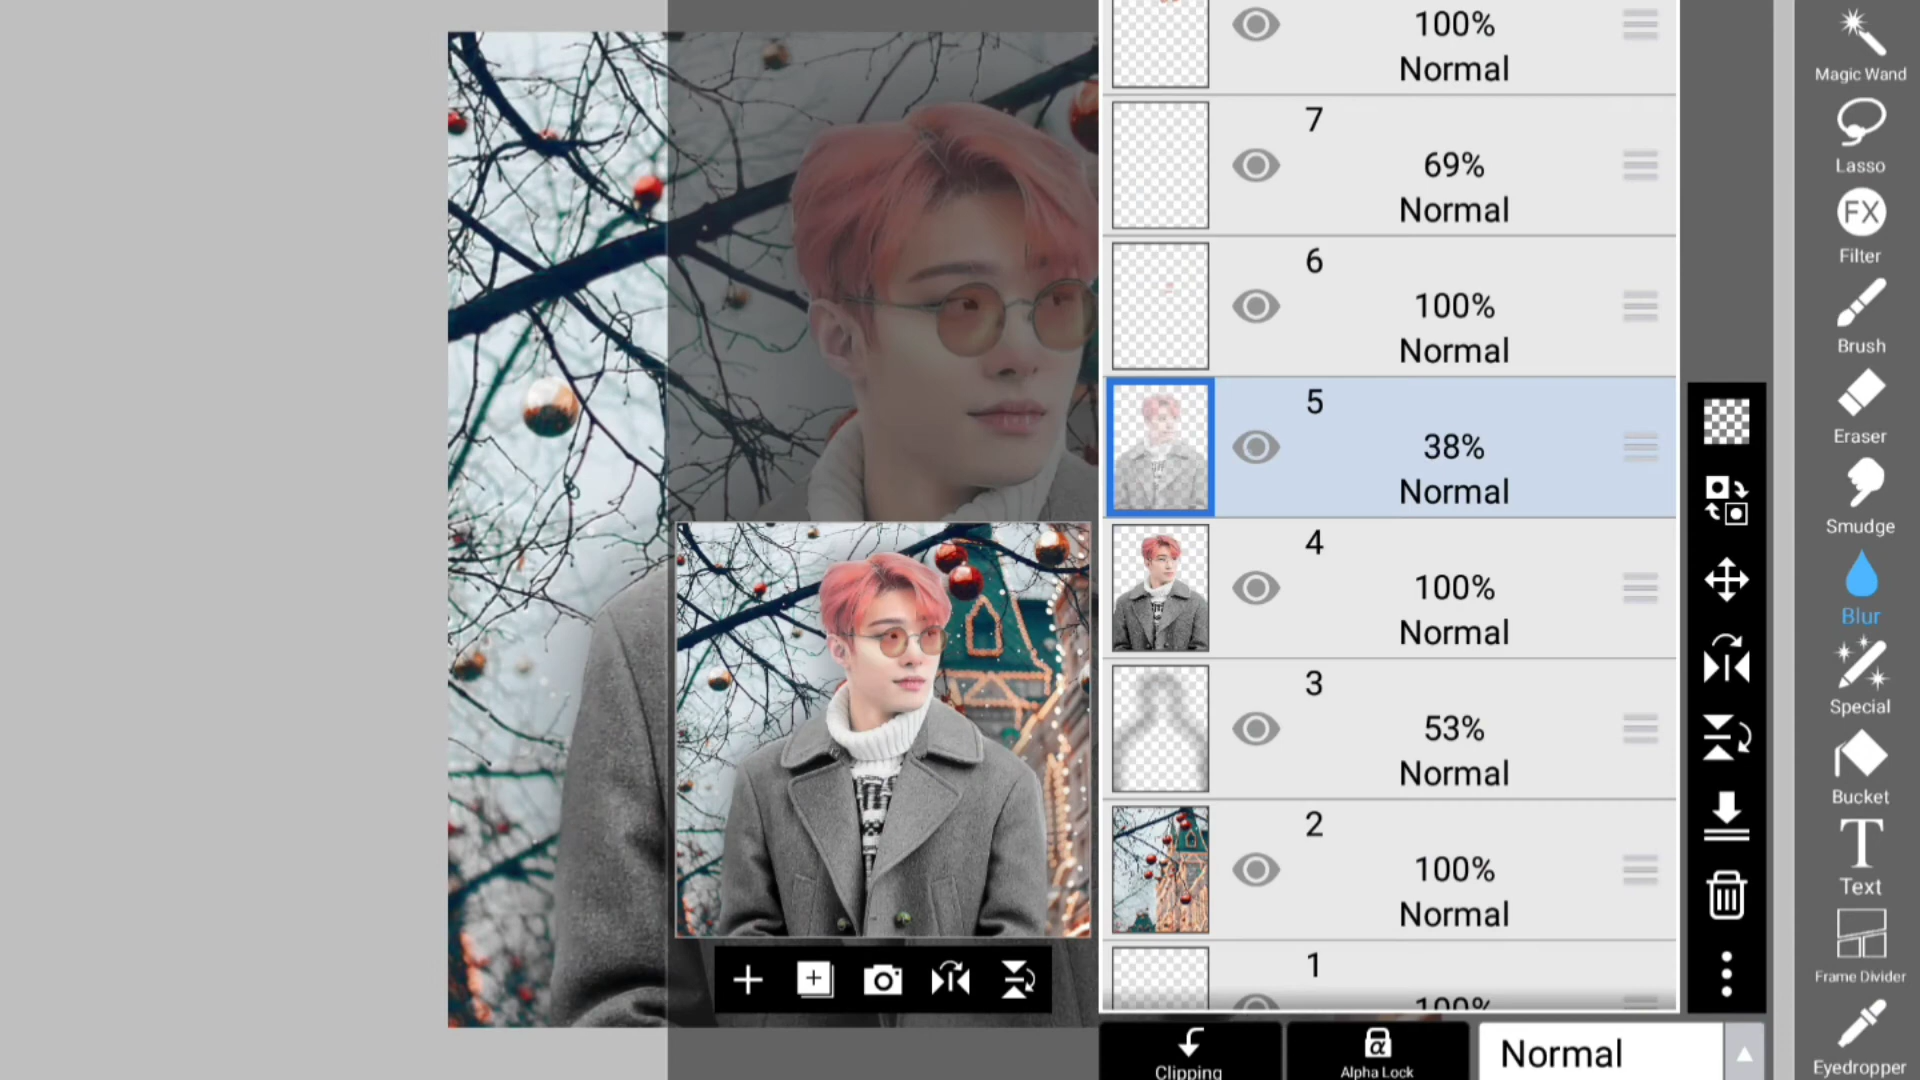 100%
Normal
7
69%
Normal
6
100%
Normal
5
38%
Normal
4
100%
Normal
3
53%
Normal
2
100%
Normal
1
100%
Clipping
α
Alpha Lock
Normal
Magic Wand
Lasso
FX
Filter
Brush
Eraser
Smudge
Blur
Special
Bucket
T
Text
Frame Divider
Eyedropper